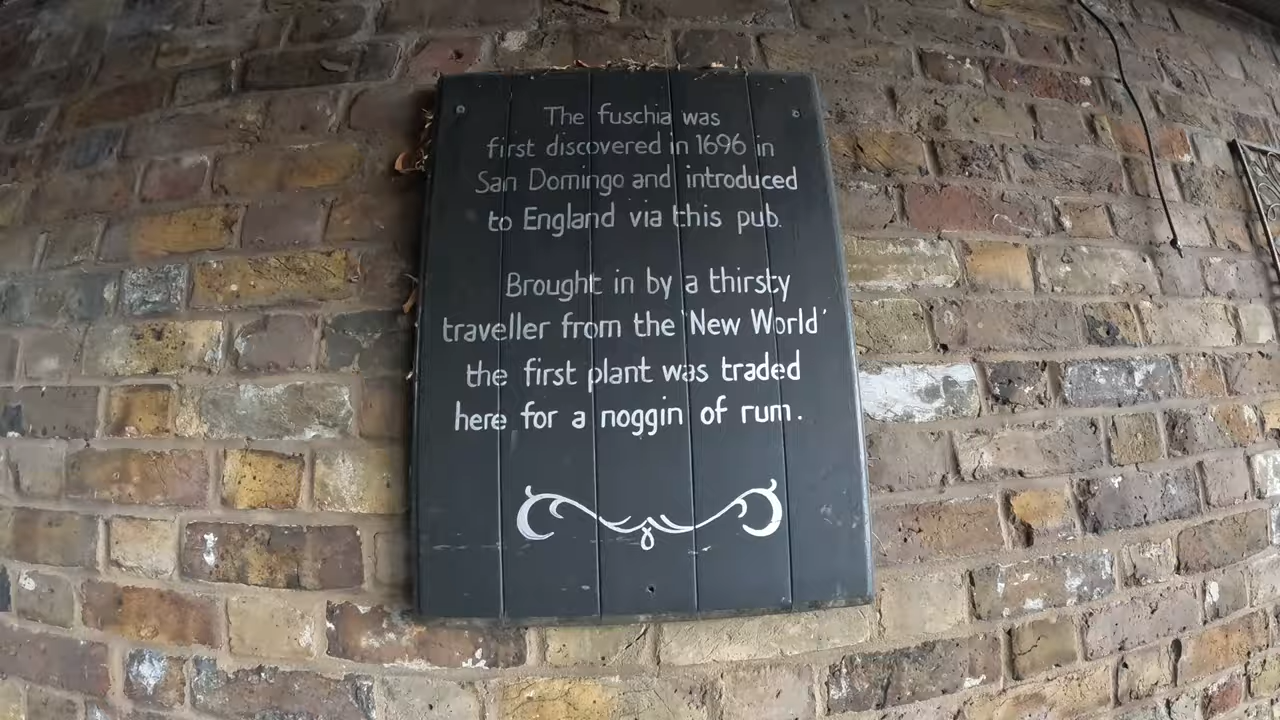 The fuschia was
first discovered in 1696 in
San Domingo and introduced
to England via this pub.
Brought in by a thirsty
traveller from the 'New World'
the first plant was traded
here for a noggin of rum.